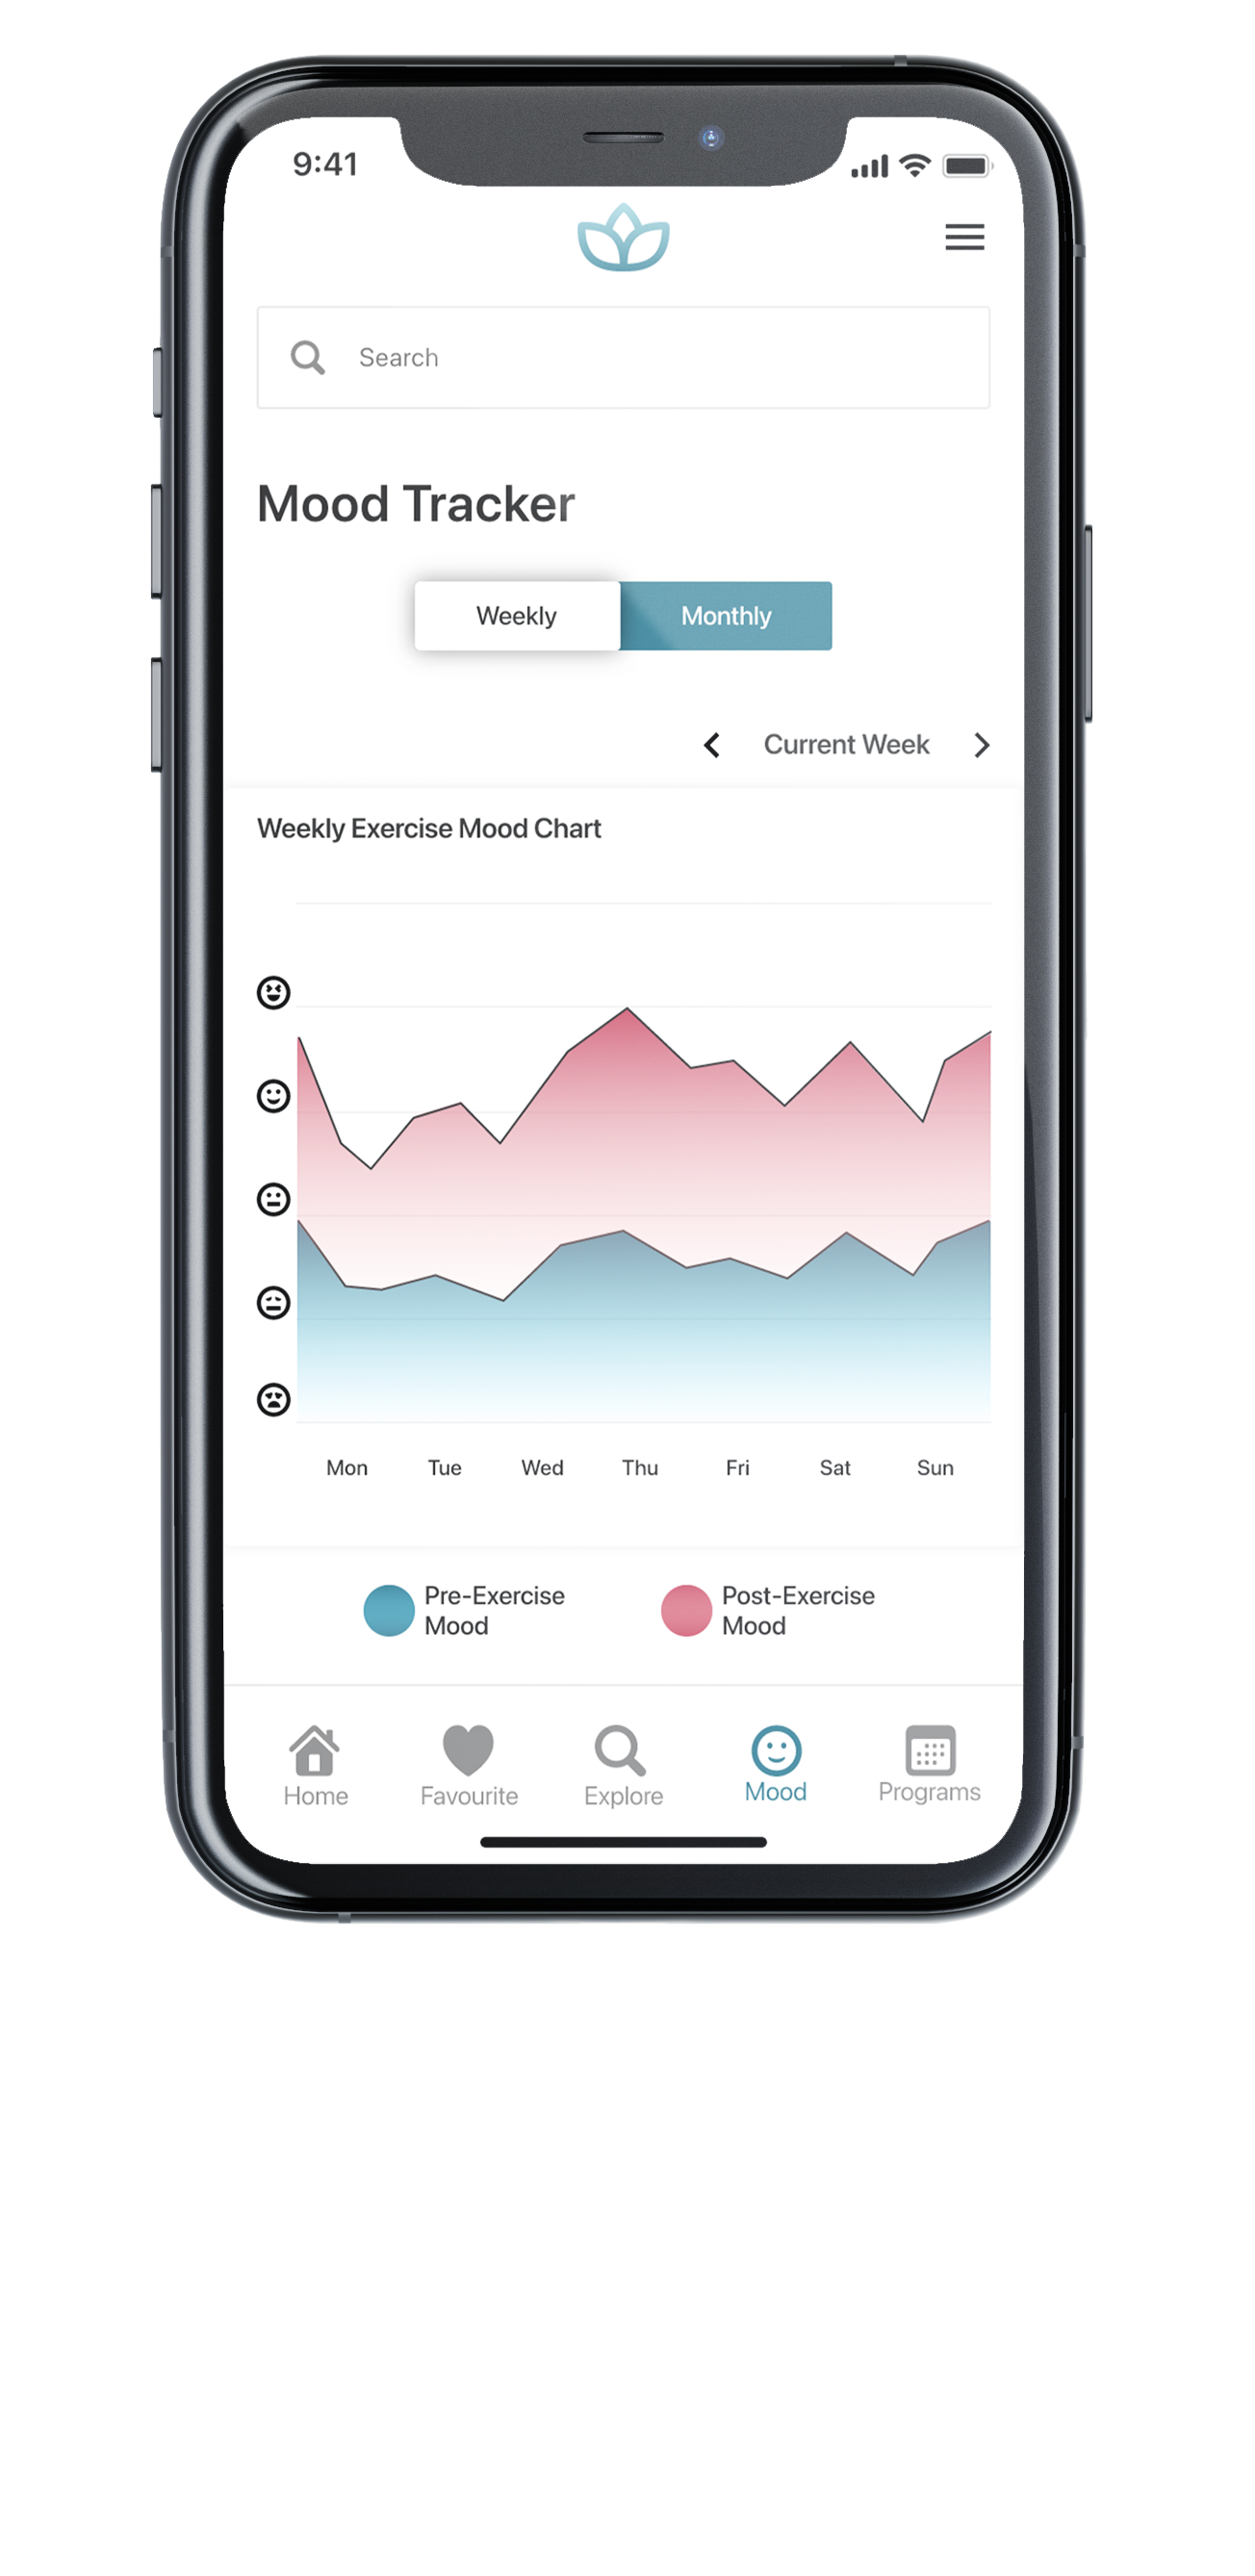 9:41
Search
Mood Tracker
Weekly Monthly
Current Week
Weekly Exercise Mood Chart
Mon Tue Wed Thu Fri Sat Sun
Pre-Exercise
Mood
Post-Exercise
Mood
Home Favourite Explore Mood Programs